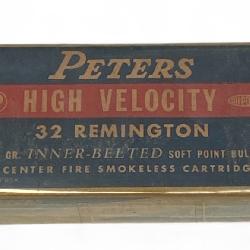 PETERS
HIGH VELOCITY
32 REMINGTON
GR. INNER-BELTED SOFT POINT BUL
CENTER FIRE SMOKELESS CARTRIDG